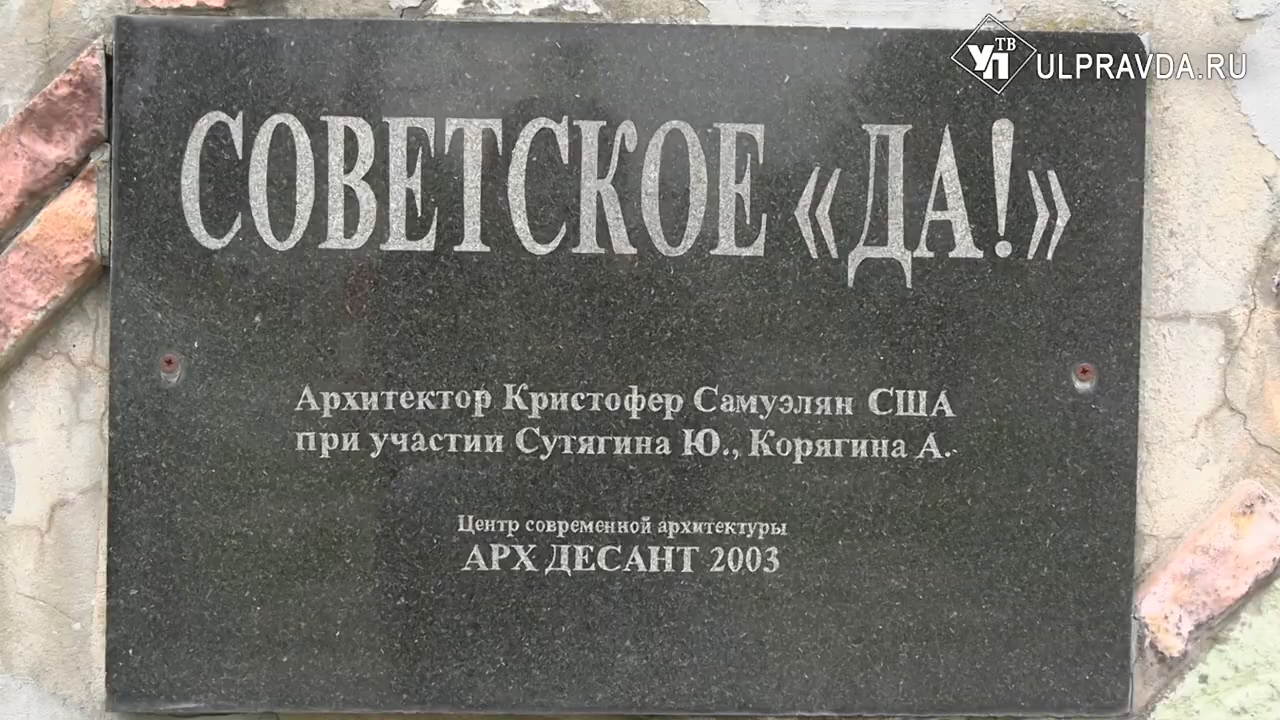 УП ТВ ULPRAVDA.RU
СОВЕТСКОЕ «ДА!»
Архитектор Кристофер Самуэлян США
при участии Сутягина Ю., Корягина А.
Центр современной архитектуры
АРХ ДЕСАНТ 2003